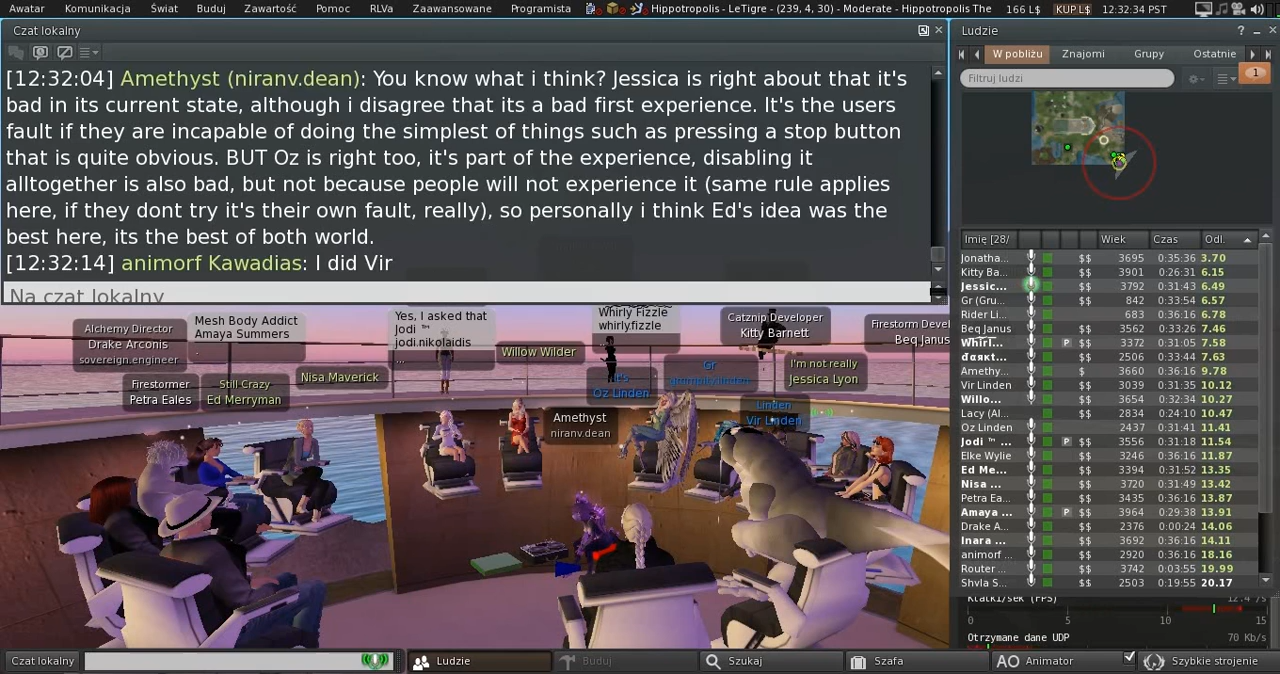 Awatar Komunikacja Świat Buduj Zawartość Pomoc RLVa Zaawansowane Programista Hippotropolis - LeTigre - (239, 4, 30) - Moderate - Hippotropolis The 166 L$ KUP L$ 12:32:34 PST
Czat lokalny
[12:32:04] Amethyst (niranv.dean): You know what i think? Jessica is right about that it's
bad in its current state, although i disagree that its a bad first experience. It's the users
fault if they are incapable of doing the simplest of things such as pressing a stop button
that is quite obvious. BUT Oz is right too, it's part of the experience, disabling it
alltogether is also bad, but not because people will not experience it (same rule applies
here, if they dont try it's their own fault, really), so personally i think Ed's idea was the
best here, its the best of both world.
[12:32:14] animorf Kawadias: I did Vir
Na czat lokalny
Alchemy Director
Drake Arconis
sovereign.engineer
Mesh Body Addict
Amaya Summers
Yes, I asked that
Jodi ™
jodi.nikolaidis
...
Whirly Fizzle
whirly.fizzle
Catznip Developer
Kitty Barnett
Firestorm Devel
Beq Janus
Willow Wilder
Firestormer
Petra Eales
Still Crazy
Ed Merryman
Nisa Maverick
It's
Oz Linden
Gr
I'm not really
Jessica Lyon
Amethyst
niranv.dean
Linden
Vir Linden
Ludzie
W pobliżu Znajomi Grupy Ostatnie
Filtruj ludzi
1
Imię [28/ Wiek Czas Odl.
Jonatha... $$ 3695 0:35:36 3.70
Kitty Ba... $$ 3901 0:26:31 6.15
Jessic... $$ 3792 0:31:43 6.49
Gr (Gru... $$ 842 0:33:54 6.57
Rider Li... 683 0:36:16 6.78
Beq Janus $$ 3562 0:33:26 7.46
Whirl... P $$ 3372 0:31:05 7.58
$$ 2506 0:33:44 7.63
Amethy... $ 3660 0:36:16 9.78
Vir Linden $$ 3039 0:31:35 10.12
Willo... $$ 3654 0:32:34 10.27
Lacy (Al... $$ 2834 0:24:10 10.47
Oz Linden 2437 0:31:41 11.41
Jodi ™ ... P $$ 3556 0:31:18 11.54
Elke Wylie $$ 3246 0:36:16 11.87
Ed Me... $$ 3394 0:31:52 13.35
Nisa ... $$ 3720 0:31:49 13.42
Petra Ea... $$ 3435 0:36:16 13.87
Amaya ... P $$ 3964 0:29:38 13.91
Drake A... $$ 2376 0:00:24 14.06
Inara ... $$ 3692 0:36:16 14.11
animorf ... $$ 2920 0:36:16 18.16
Router ... $$ 3742 0:03:55 19.99
Shyla S... $$ 2503 0:19:55 20.17
Klatki/sek (FPS) 12.4 /s
0 5 10 15
Otrzymane dane UDP 70 Kb/s
Czat lokalny Ludzie Buduj Szukaj Szafa AO Animator Szybkie strojenie